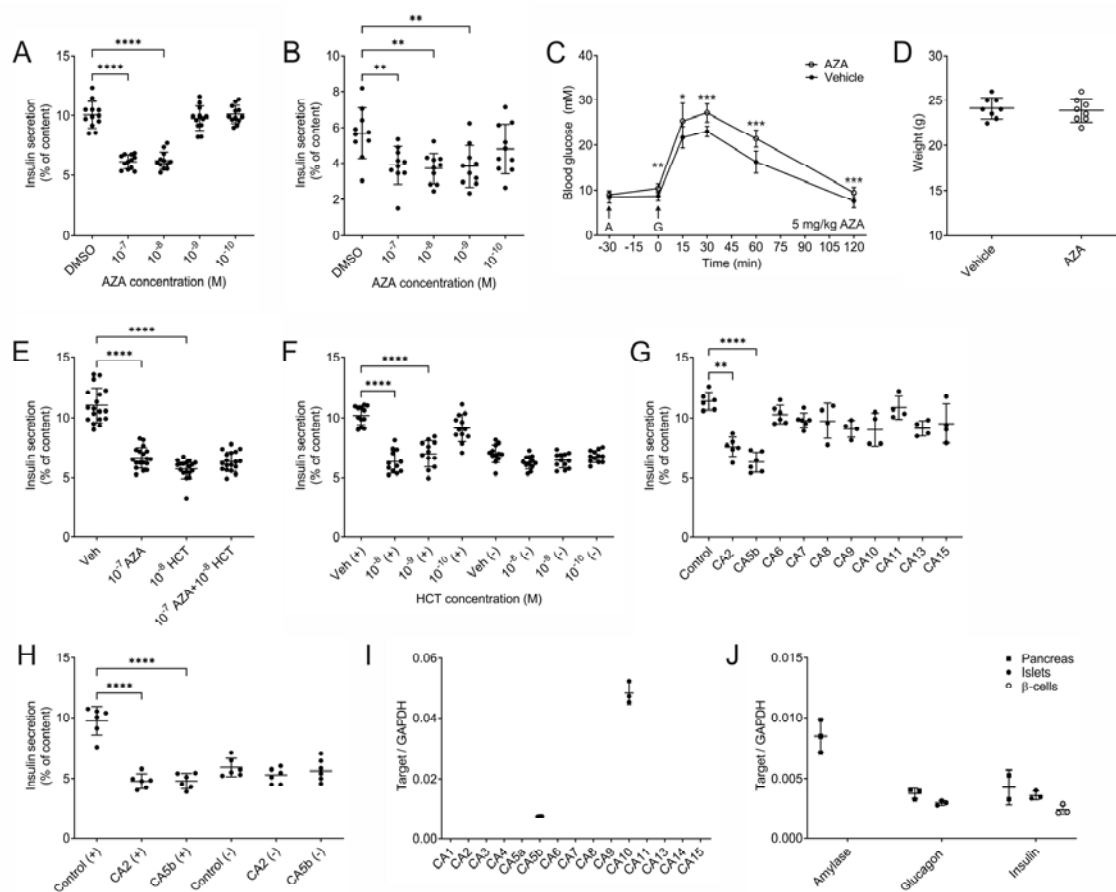 A
Insulin secretion
(% of content)
15
10
5
0
****
****
DMSO
10⁻⁷
10⁻⁸
10⁻⁹
10⁻¹⁰
AZA concentration (M)
B
Insulin secretion
(% of content)
10
8
6
4
2
0
**
**
**
DMSO
10⁻⁷
10⁻⁸
10⁻⁹
10⁻¹⁰
AZA concentration (M)
C
Blood glucose
(mM)
40
30
20
10
0
AZA
Vehicle
**
*
***
***
***
A
G
5 mg/kg AZA
-30 -15 0 15 30 45 60 75 90 105 120
Time (min)
D
Weight (g)
30
25
20
15
10
Vehicle
AZA
E
Insulin secretion
(% of content)
15
10
5
0
****
****
Veh
10⁻⁷ AZA
10⁻⁸ HCT
10⁻⁷ AZA+10⁻⁸ HCT
F
Insulin secretion
(% of content)
15
10
5
0
****
****
Veh (+)
10⁻⁸ (+)
10⁻⁹ (+)
10⁻¹⁰ (+)
Veh (-)
10⁻⁸ (-)
10⁻⁹ (-)
10⁻¹⁰ (-)
HCT concentration (M)
G
Insulin secretion
(% of content)
15
10
5
0
****
**
Control
CA2
CA5b
CA6
CA7
CA8
CA9
CA10
CA11
CA13
CA15
H
Insulin secretion
(% of content)
15
10
5
0
****
****
Control (+)
CA2 (+)
CA5b (+)
Control (-)
CA2 (-)
CA5b (-)
I
Target / GAPDH
0.06
0.04
0.02
0.00
CA1
CA2
CA3
CA4
CA5a
CA5b
CA6
CA7
CA8
CA9
CA10
CA11
CA13
CA14
CA15
J
Target / GAPDH
0.015
0.010
0.005
0.000
Pancreas
Islets
β-cells
Amylase
Glucagon
Insulin